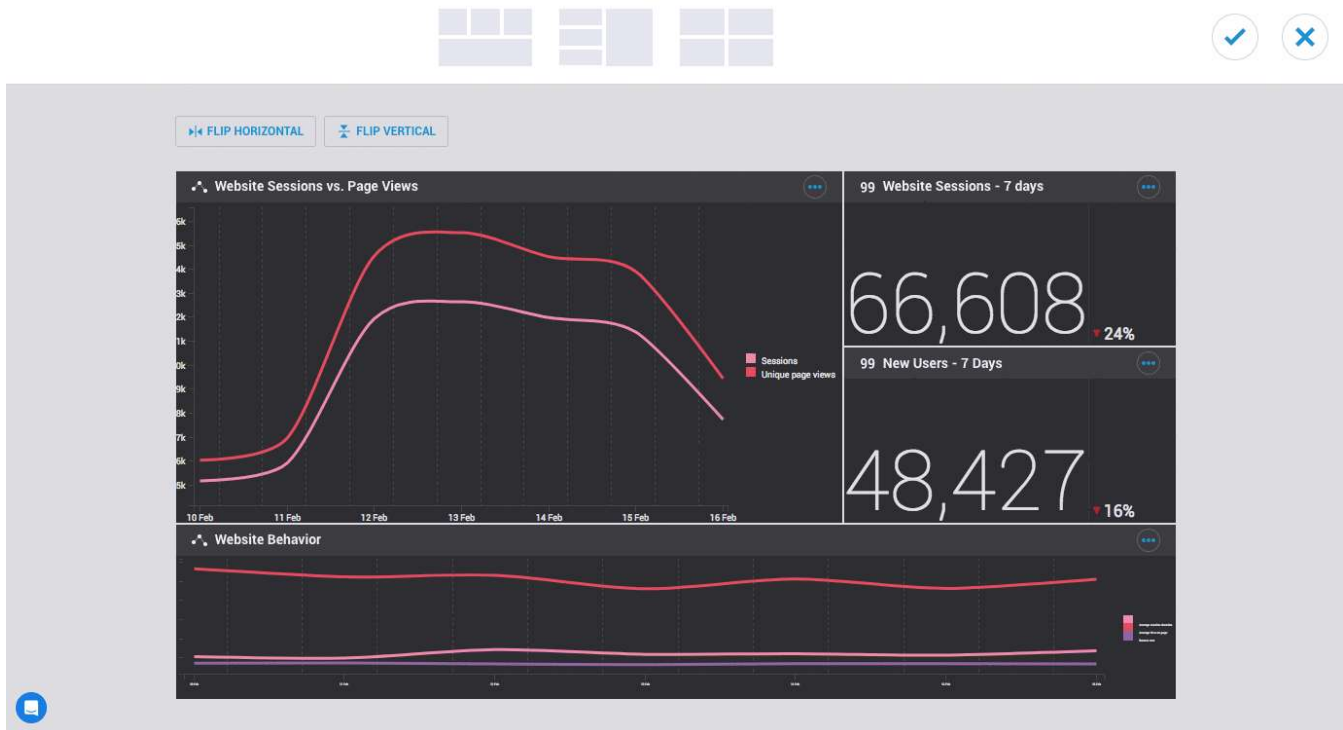 FLIP HORIZONTAL
FLIP VERTICAL
Website Sessions vs. Page Views
6k
5k
4k
3k
2k
1k
0k
9k
8k
7k
6k
5k
10 Feb 11 Feb 12 Feb 13 Feb 14 Feb 15 Feb 16 Feb
Sessions
Unique page views
99 Website Sessions - 7 days
66,608
24%
99 New Users - 7 Days
48,427
16%
Website Behavior